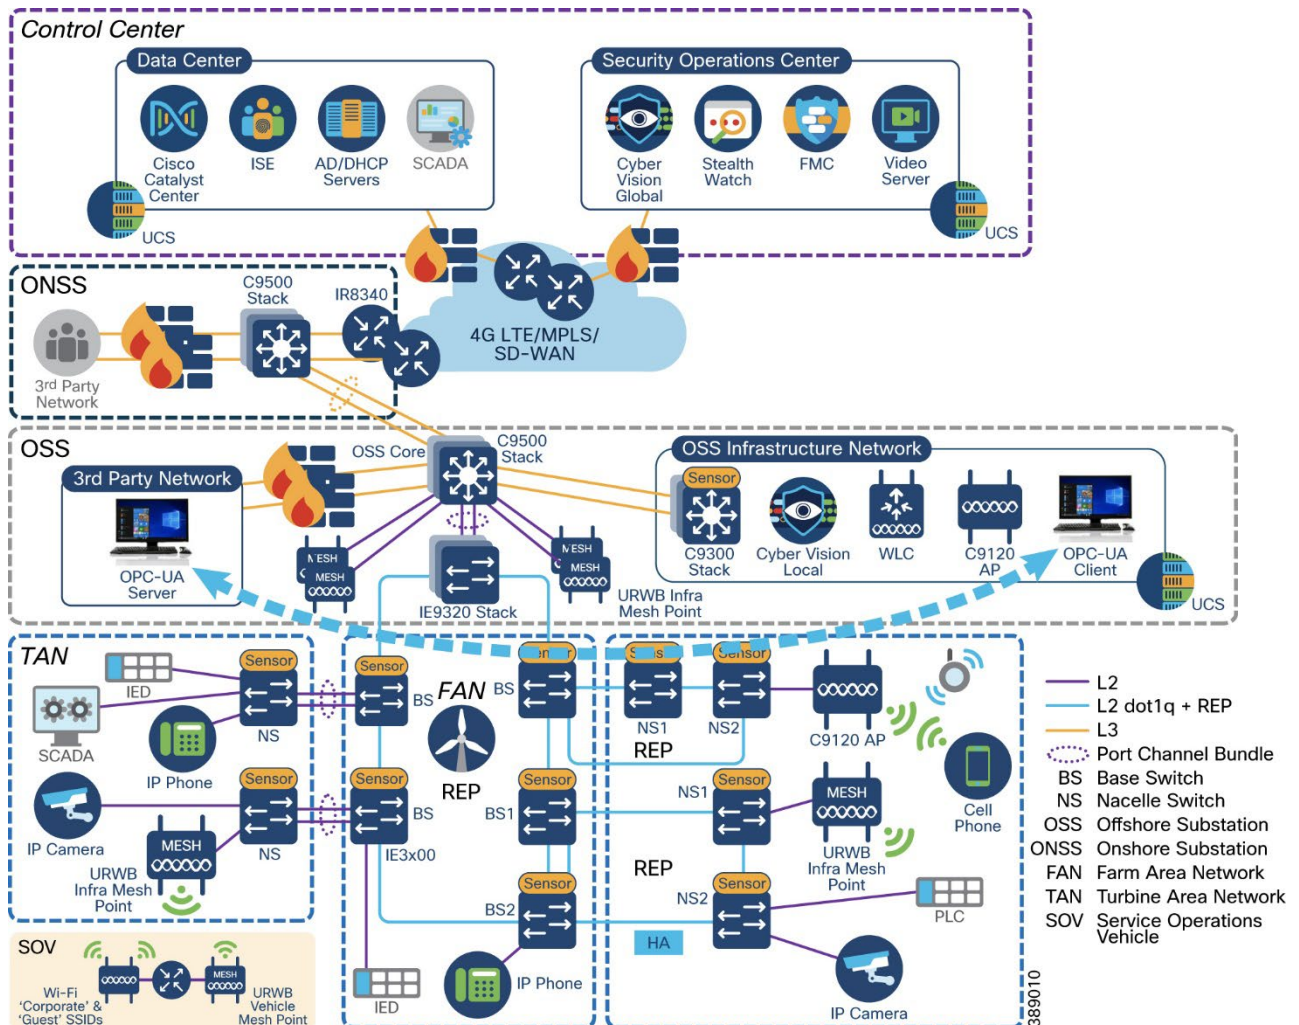 Control Center
Data Center
Security Operations Center
Cisco
Catalyst
Center
ISE
AD/DHCP
Servers
SCADA
UCS
Cyber
Vision
Global
Stealth
Watch
FMC
Video
Server
UCS
ONSS
C9500
Stack
IR8340
3rd Party
Network
4G LTE/MPLS/
SD-WAN
OSS
OSS Core
C9500
Stack
3rd Party Network
OPC-UA
Server
MESH
MESH
IE9320 Stack
MESH
MESH
URWB Infra
Mesh Point
OSS Infrastructure Network
Sensor
C9300
Stack
Cyber Vision
Local
WLC
C9120
AP
OPC-UA
Client
UCS
TAN
IED
SCADA
IP Phone
Sensor
NS
IP Camera
MESH
URWB
Infra Mesh
Point
Sensor
NS
Sensor
BS
FAN
REP
Sensor
BS
IE3x00
IED
Sensor
BS
Sensor
BS1
Sensor
BS2
IP Phone
Sensor
NS1
Sensor
NS2
REP
C9120 AP
Cell
Phone
Sensor
NS1
MESH
URWB
Infra Mesh
Point
REP
Sensor
NS2
PLC
HA
IP Camera
SOV
Wi-Fi
‘Corporate’ &
‘Guest’ SSIDs
MESH
URWB
Vehicle
Mesh Point
L2
L2 dot1q + REP
L3
Port Channel Bundle
BS Base Switch
NS Nacelle Switch
OSS Offshore Substation
ONSS Onshore Substation
FAN Farm Area Network
TAN Turbine Area Network
SOV Service Operations
Vehicle
389010